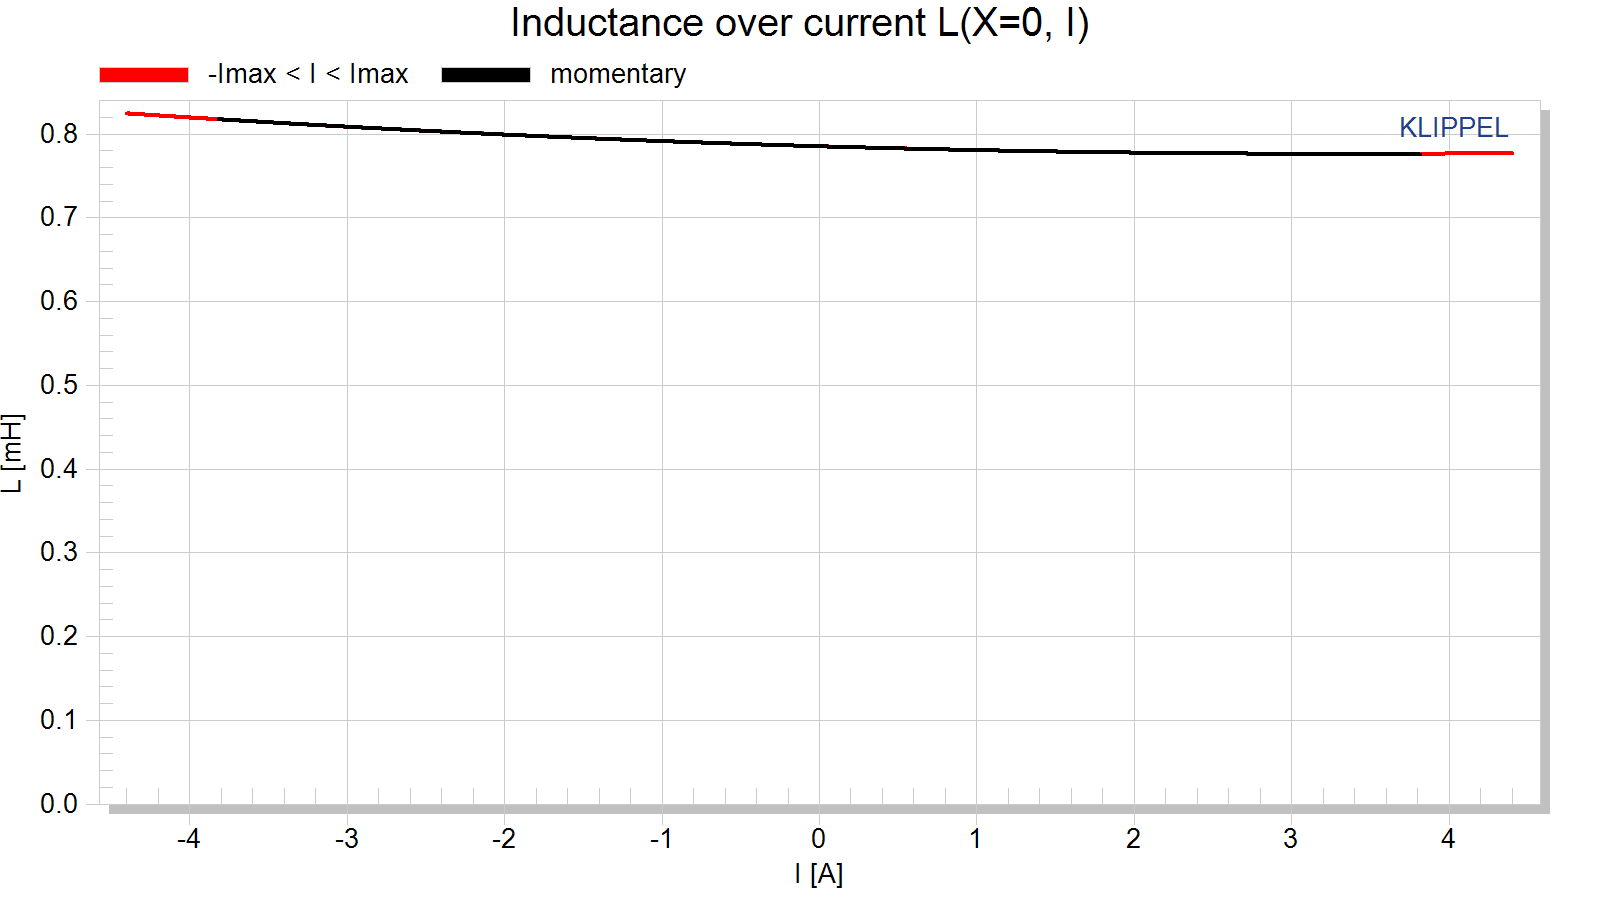 Inductance over current L(X=0, I)
-Imax < I < Imax momentary
KLIPPEL
0.8
0.7
0.6
0.5
0.4
0.3
0.2
0.1
0.0
L [mH]
-4 -3 -2 -1 0 1 2 3 4
I [A]